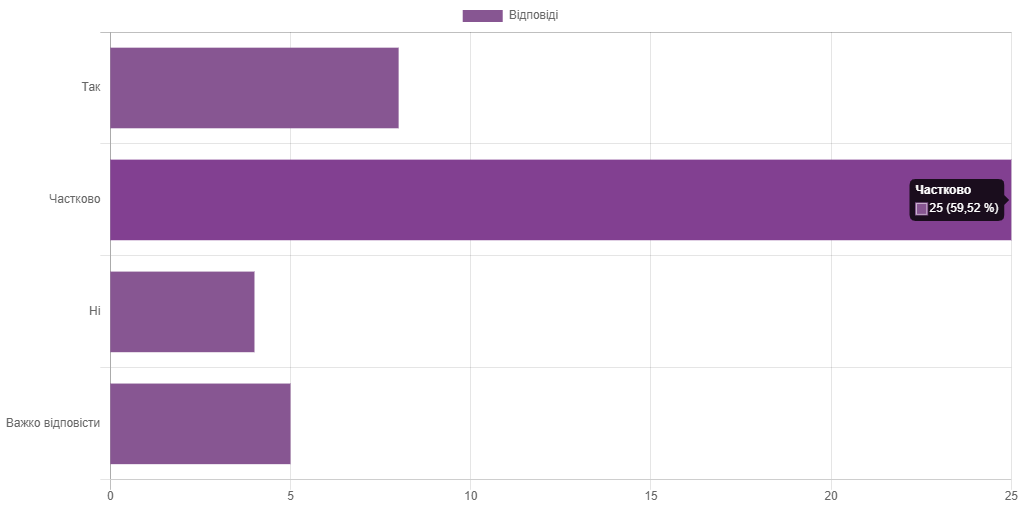 Відповіді
Так
Частково
Частково
25 (59,52 %)
Ні
Важко відповісти
0 5 10 15 20 25